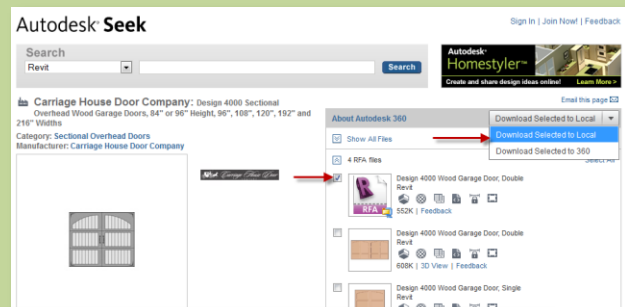 Autodesk® Seek
Sign In | Join Now! | Feedback
Search
Revit
Search
Autodesk®
Homestyler™
Create and share design ideas online! Learn More >
Email this page
Carriage House Door Company: Design 4000 Sectional
Overhead Wood Garage Doors, 84" or 96" Height, 96", 108", 120", 192" and
216" Widths
Category: Sectional Overhead Doors
Manufacturer: Carriage House Door Company
About Autodesk 360
Download Selected to Local
Download Selected to Local
Download Selected to 360
Show All Files
4 RFA files
Select All
Carriage House Door
Design 4000 Wood Garage Door, Double
Revit
RFA
552K | Feedback
Design 4000 Wood Garage Door, Double
Revit
608K | 3D View | Feedback
Design 4000 Wood Garage Door, Single
Revit